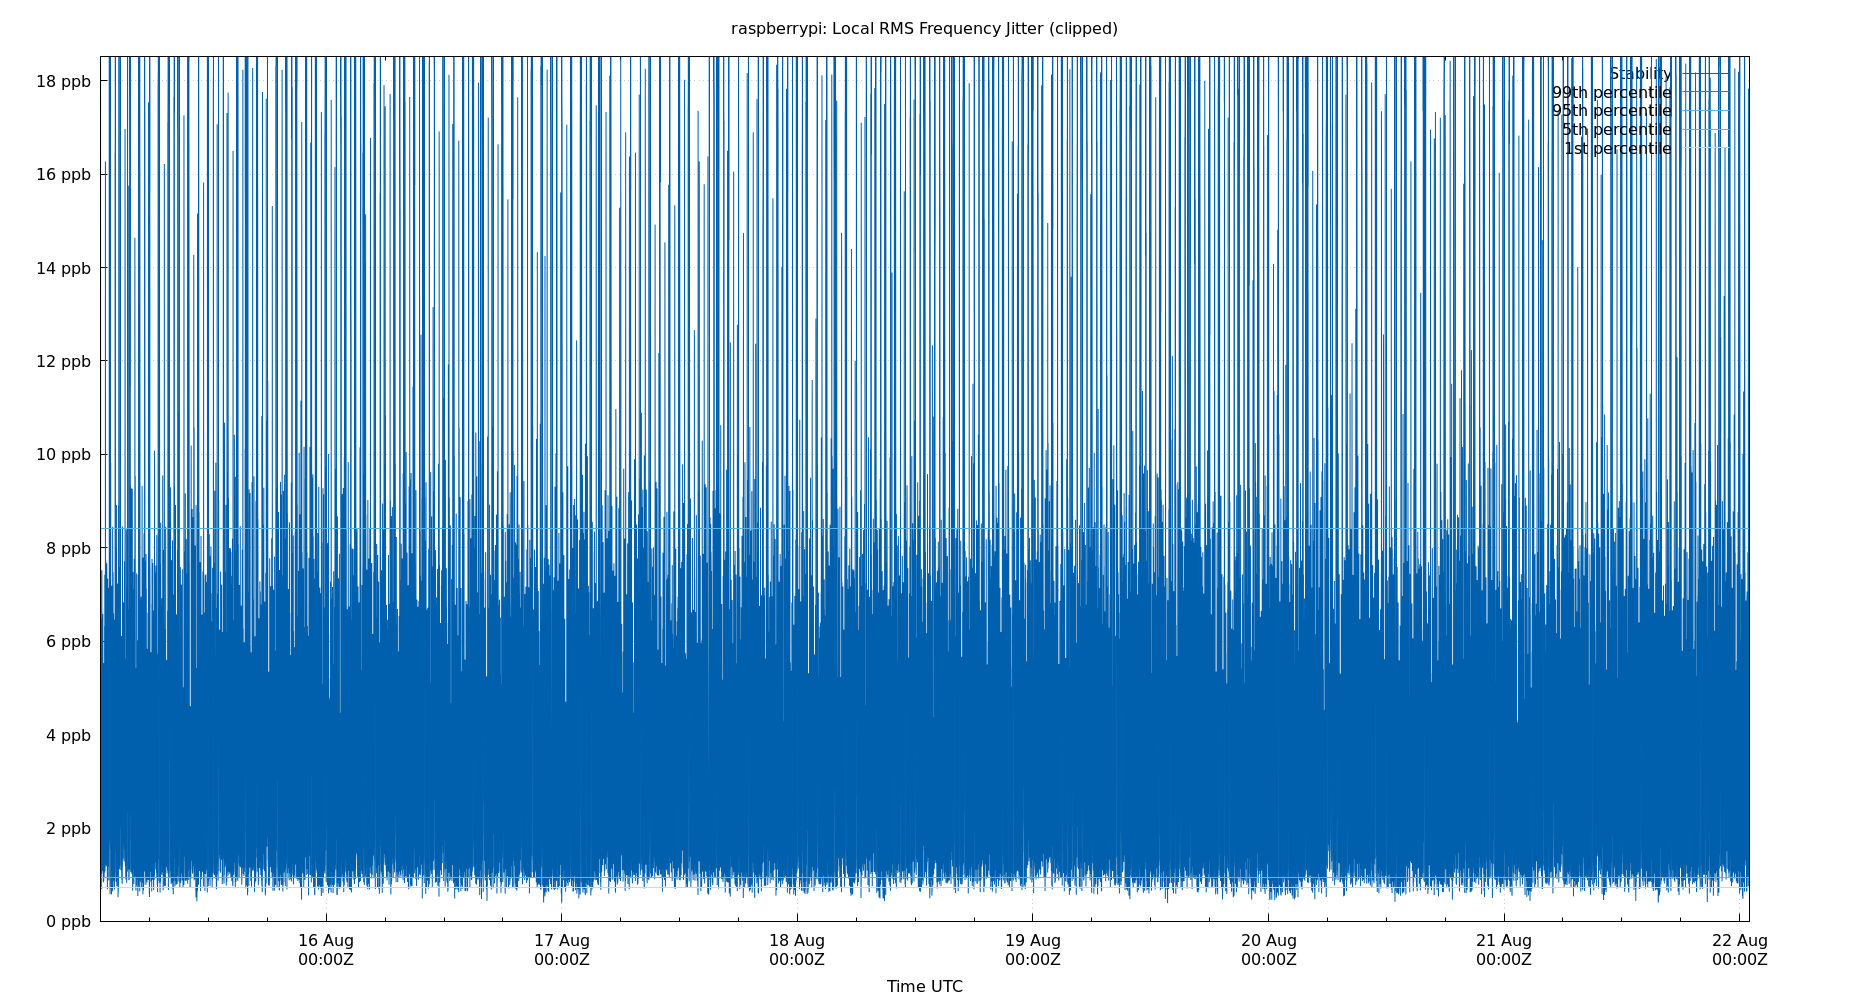 raspberrypi: Local RMS Frequency Jitter (clipped)
18 ppb
16 ppb
14 ppb
12 ppb
10 ppb
8 ppb
6 ppb
4 ppb
2 ppb
0 ppb
Stability
99th percentile
95th percentile
5th percentile
1st percentile
16 Aug
00:00Z
17 Aug
00:00Z
18 Aug
00:00Z
19 Aug
00:00Z
20 Aug
00:00Z
21 Aug
00:00Z
22 Aug
00:00Z
Time UTC